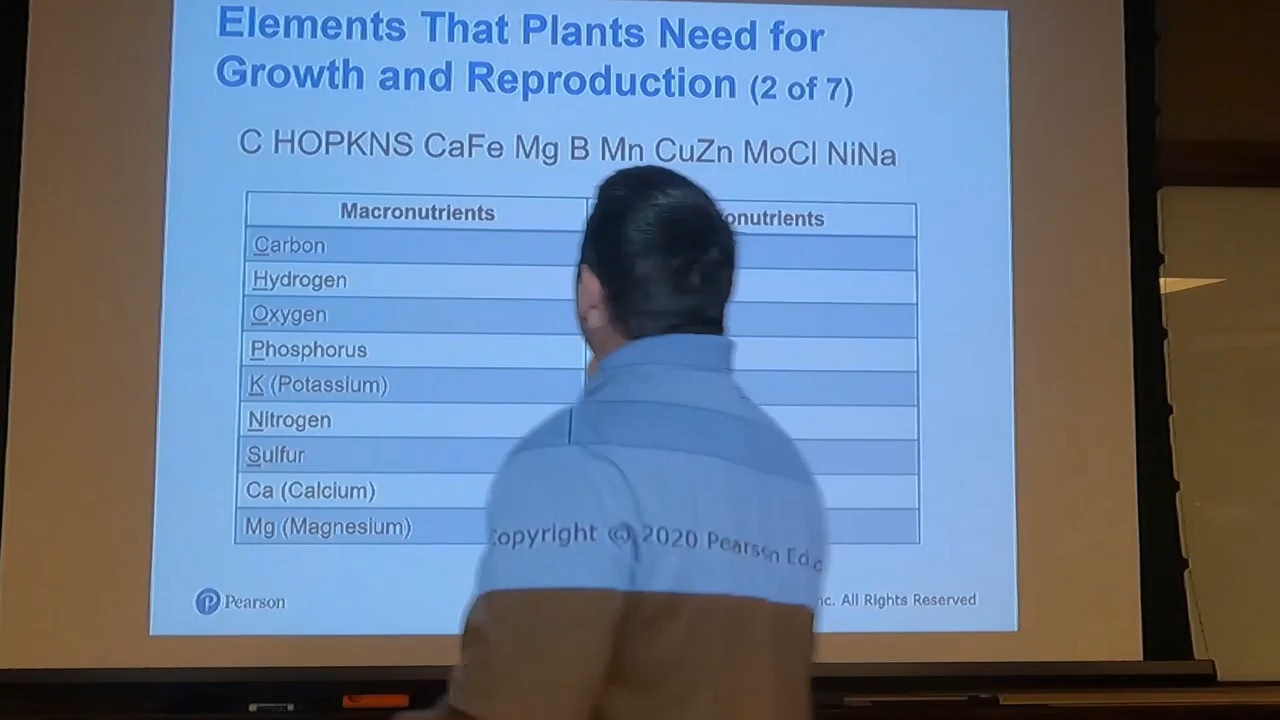 Elements That Plants Need for
Growth and Reproduction (2 of 7)
C HOPKNS CaFe Mg B Mn CuZn MoCl NiNa
Macronutrients onutrients
Carbon
Hydrogen
Oxygen
Phosphorus
K (Potassium)
Nitrogen
Sulfur
Ca (Calcium)
Mg (Magnesium)
Copyright © 2020 Pearson Ed
Pearson nc. All Rights Reserved